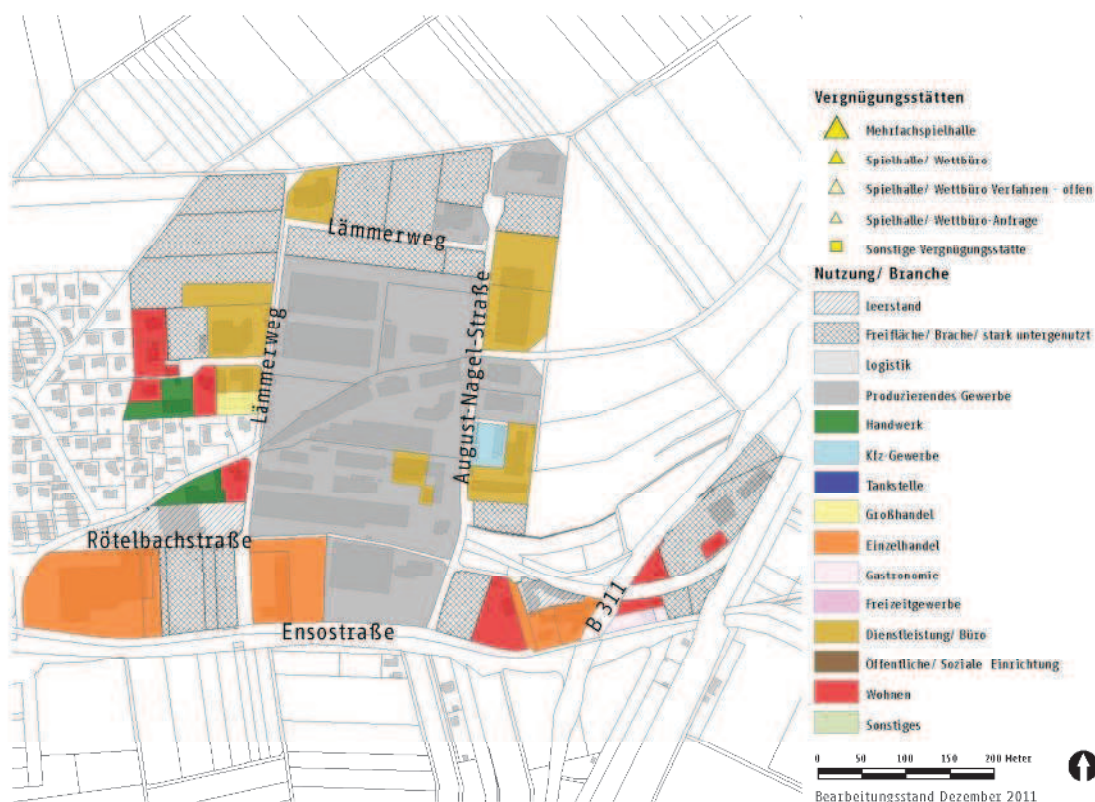 Lämmerweg
Lämmerweg
August-Nagel-Straße
Rötelbachstraße
Ensostraße
B 311
Vergnügungsstätten
Mehrfachspielhalle
Spielhalle/ Wettbüro
Spielhalle/ Wettbüro Verfahren - offen
Spielhalle/ Wettbüro-Anfrage
Sonstige Vergnügungsstätte
Nutzung/ Branche
Leerstand
Freifläche/ Brache/ stark untergenutzt
Logistik
Produzierendes Gewerbe
Handwerk
Kfz-Gewerbe
Tankstelle
Großhandel
Einzelhandel
Gastronomie
Freizeitgewerbe
Dienstleistung/ Büro
Öffentliche/ Soziale Einrichtung
Wohnen
Sonstiges
0 50 100 150 200 Meter
Bearbeitungsstand Dezember 2011